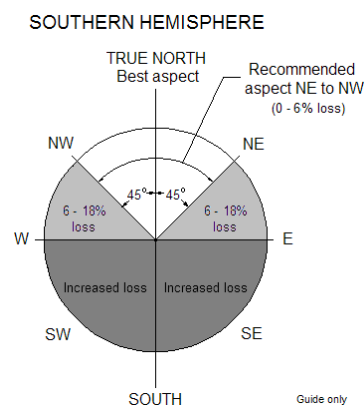 SOUTHERN HEMISPHERE
TRUE NORTH
Best aspect
Recommended
aspect NE to NW
(0 - 6% loss)
NW
NE
45°
45°
6 - 18%
loss
6 - 18%
loss
W
E
Increased loss
Increased loss
SW
SE
SOUTH
Guide only